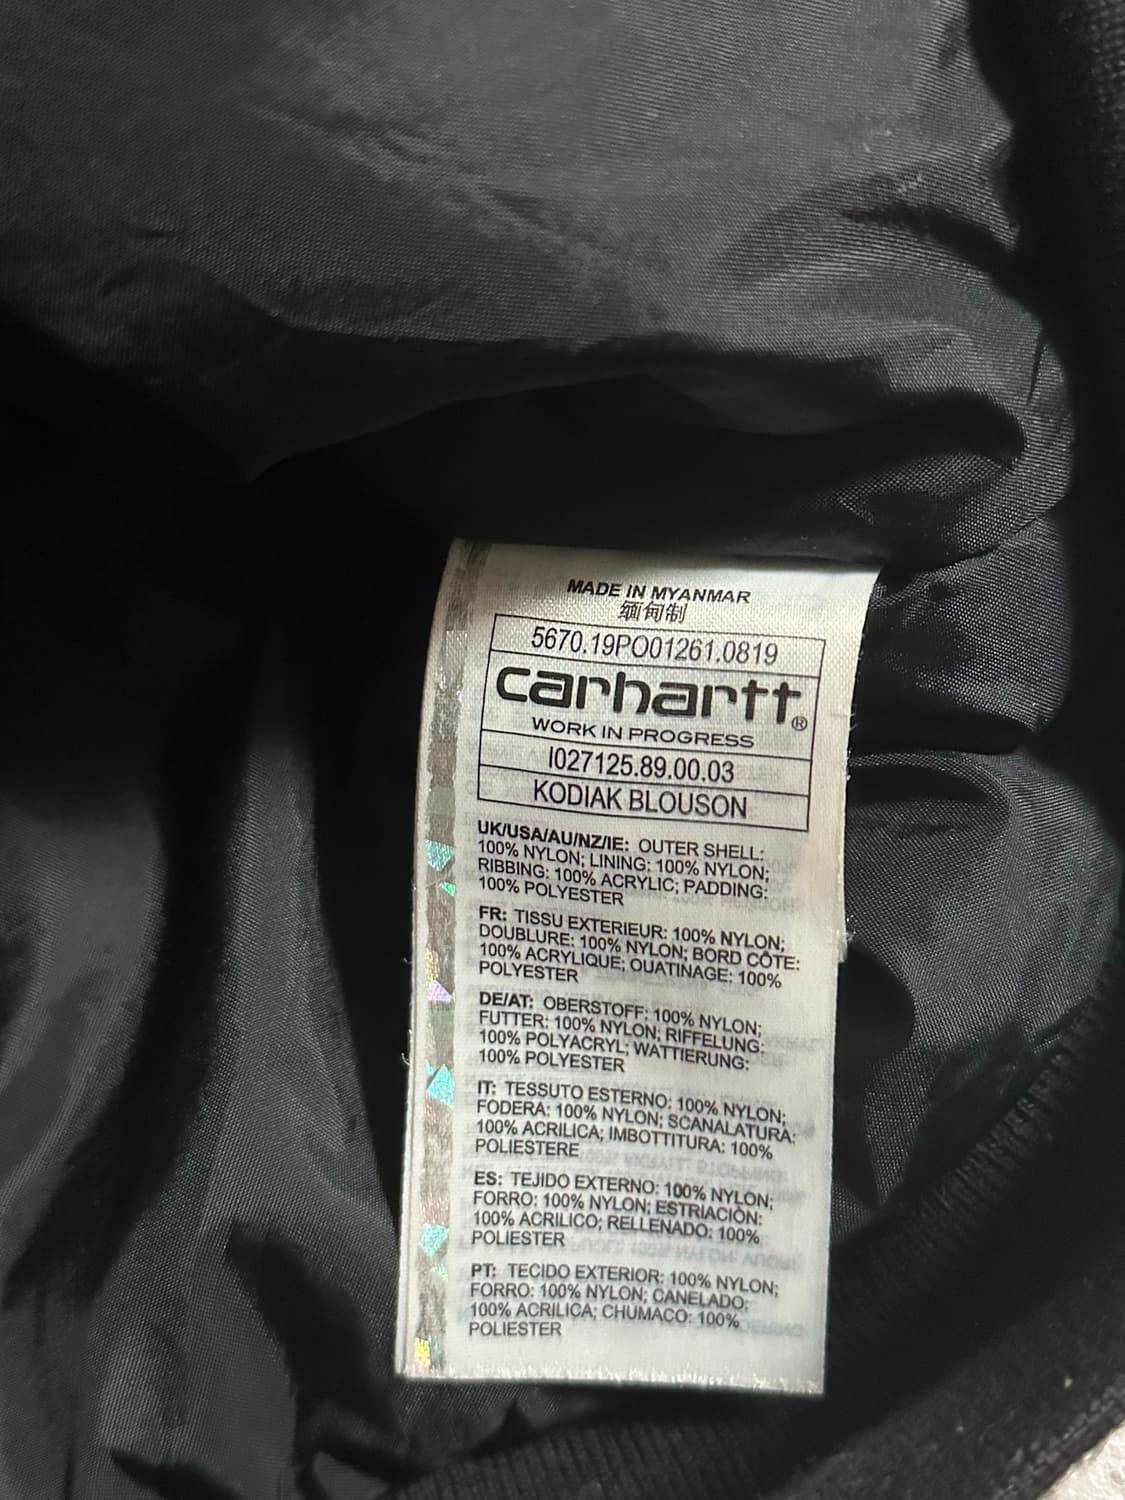 MADE IN MYANMAR
缅甸制
5670.19PO01261.0819
carhartt®
WORK IN PROGRESS
I027125.89.00.03
KODIAK BLOUSON
UK/USA/AU/NZ/IE: OUTER SHELL:
100% NYLON; LINING: 100% NYLON;
RIBBING: 100% ACRYLIC; PADDING:
100% POLYESTER
FR: TISSU EXTERIEUR: 100% NYLON;
DOUBLURE: 100% NYLON; BORD CÔTE:
100% ACRYLIQUE; OUATINAGE: 100%
POLYESTER
DE/AT: OBERSTOFF: 100% NYLON;
FUTTER: 100% NYLON; RIFFELUNG:
100% POLYACRYL; WATTIERUNG:
100% POLYESTER
IT: TESSUTO ESTERNO: 100% NYLON;
FODERA: 100% NYLON; SCANALATURA:
100% ACRILICA; IMBOTTITURA: 100%
POLIESTERE
ES: TEJIDO EXTERNO: 100% NYLON;
FORRO: 100% NYLON; ESTRIACIÒN:
100% ACRILICO; RELLENADO: 100%
POLIESTER
PT: TECIDO EXTERIOR: 100% NYLON;
FORRO: 100% NYLON; CANELADO:
100% ACRILICA; CHUMACO: 100%
POLIESTER